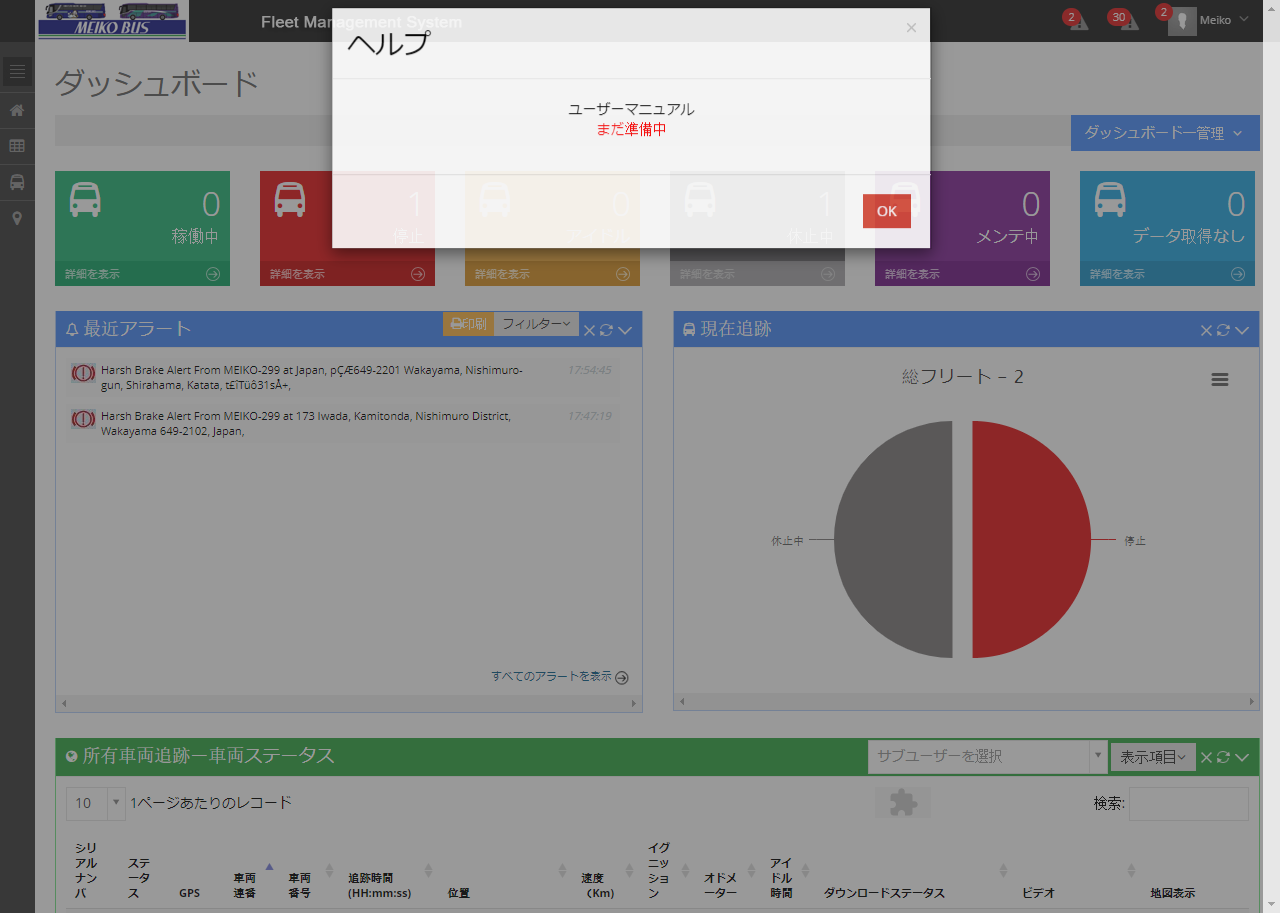 MEIKO BUS
Fleet Management System
2
30
2
Meiko
×
ヘルプ
ユーザーマニュアル
まだ準備中
OK
ダッシュボード
ダッシュボードー管理
0
稼働中
詳細を表示
1
停止
詳細を表示
0
詳細を表示
1
休止中
詳細を表示
0
メンテ中
詳細を表示
0
データ取得なし
詳細を表示
最近アラート
印刷
フィルター
Harsh Brake Alert From MEIKO-299 at Japan, pÇÆ649-2201 Wakayama, Nishimuro-
gun, Shirahama, Katata, t£ÎTüô31sÅ+,
17:54:45
Harsh Brake Alert From MEIKO-299 at 173 Iwada, Kamitonda, Nishimuro District,
Wakayama 649-2102, Japan,
17:47:19
すべてのアラートを表示
現在追跡
総フリート – 2
休止中
停止
所有車両追跡ー車両ステータス
サブユーザーを選択
表示項目
10
1ページあたりのレコード
検索:
シリ
アルナン
バ
ステ
ータ
ス
GPS
車両
連番
車両
番号
追跡時間
(HH:mm:ss)
位置
速度
（Km)
イグ
ニッ
ショ
ン
オドメ
ーター
アイ
ドル
時間
ダウンロードステータス
ビデオ
地図表示